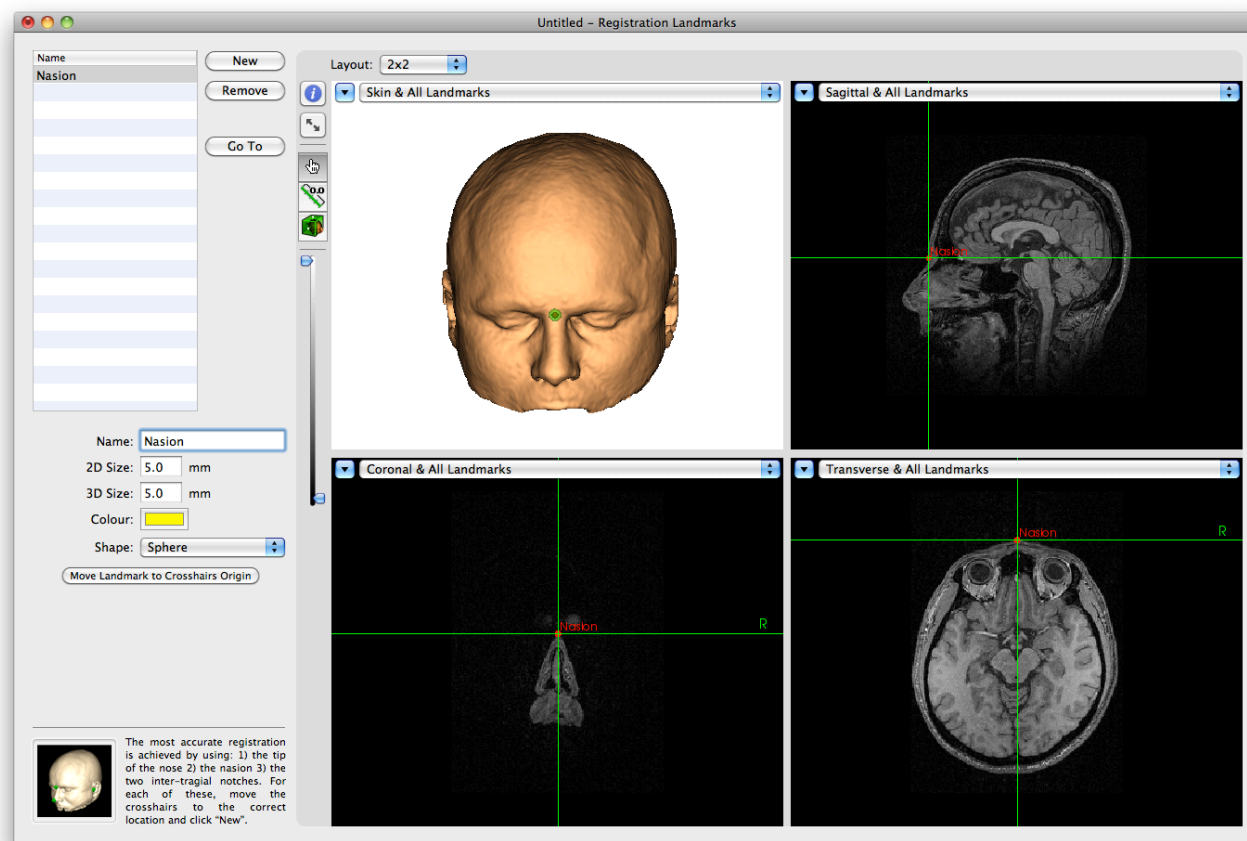 Untitled – Registration Landmarks
Name
Nasion
New
Remove
Go To
Layout: 2x2
Skin & All Landmarks
Sagittal & All Landmarks
0.0
Nasion
Name: Nasion
2D Size: 5.0 mm
3D Size: 5.0 mm
Colour:
Shape: Sphere
Move Landmark to Crosshairs Origin
Coronal & All Landmarks
Transverse & All Landmarks
Nasion
R
Nasion
R
The most accurate registration
is achieved by using: 1) the tip
of the nose 2) the nasion 3) the
two inter-tragial notches. For
each of these, move the
crosshairs to the correct
location and click "New".